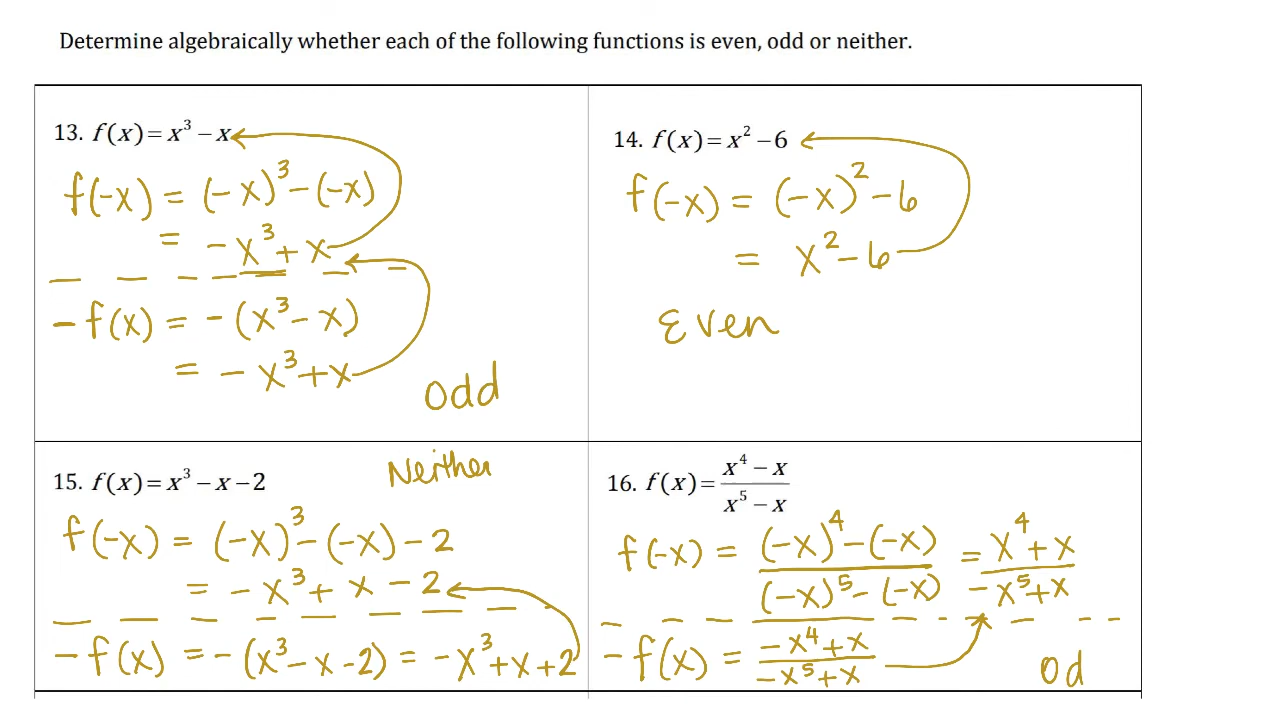 Determine algebraically whether each of the following functions is even, odd or neither.
13. f(x) = x³ − x
f(-x) = (-x)³ - (-x)
= -x³ + x
-f(x) = -(x³ - x)
= -x³ + x
odd
14. f(x) = x² − 6
f(-x) = (-x)² - 6
= x² - 6
Even
15. f(x) = x³ − x − 2
Neither
f(-x) = (-x)³ - (-x) - 2
= -x³ + x - 2
-f(x) = -(x³ - x - 2) = -x³ + x + 2
16. f(x) = (x⁴ − x)/(x⁵ − x)
f(-x) = ((-x)⁴ - (-x))/((-x)⁵ - (-x)) = (x⁴ + x)/(-x⁵ + x)
-f(x) = (-x⁴ + x)/(-x⁵ + x)
od